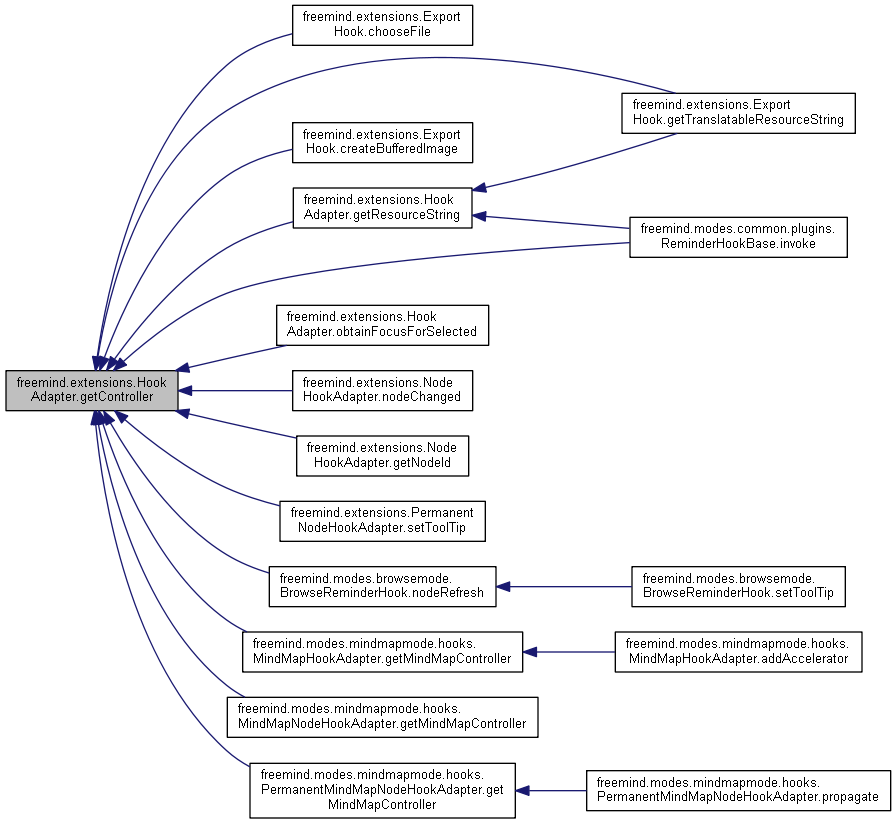 freemind.extensions.Export
Hook.chooseFile
freemind.extensions.Export
Hook.getTranslatableResourceString
freemind.extensions.Export
Hook.createBufferedImage
freemind.extensions.Hook
Adapter.getResourceString
freemind.modes.common.plugins.
ReminderHookBase.invoke
freemind.extensions.Hook
Adapter.obtainFocusForSelected
freemind.extensions.Hook
Adapter.getController
freemind.extensions.Node
HookAdapter.nodeChanged
freemind.extensions.Node
HookAdapter.getNodeId
freemind.extensions.Permanent
NodeHookAdapter.setToolTip
freemind.modes.browsemode.
BrowseReminderHook.nodeRefresh
freemind.modes.browsemode.
BrowseReminderHook.setToolTip
freemind.modes.mindmapmode.hooks.
MindMapHookAdapter.getMindMapController
freemind.modes.mindmapmode.hooks.
MindMapHookAdapter.addAccelerator
freemind.modes.mindmapmode.hooks.
MindMapNodeHookAdapter.getMindMapController
freemind.modes.mindmapmode.hooks.
PermanentMindMapNodeHookAdapter.get
MindMapController
freemind.modes.mindmapmode.hooks.
PermanentMindMapNodeHookAdapter.propagate